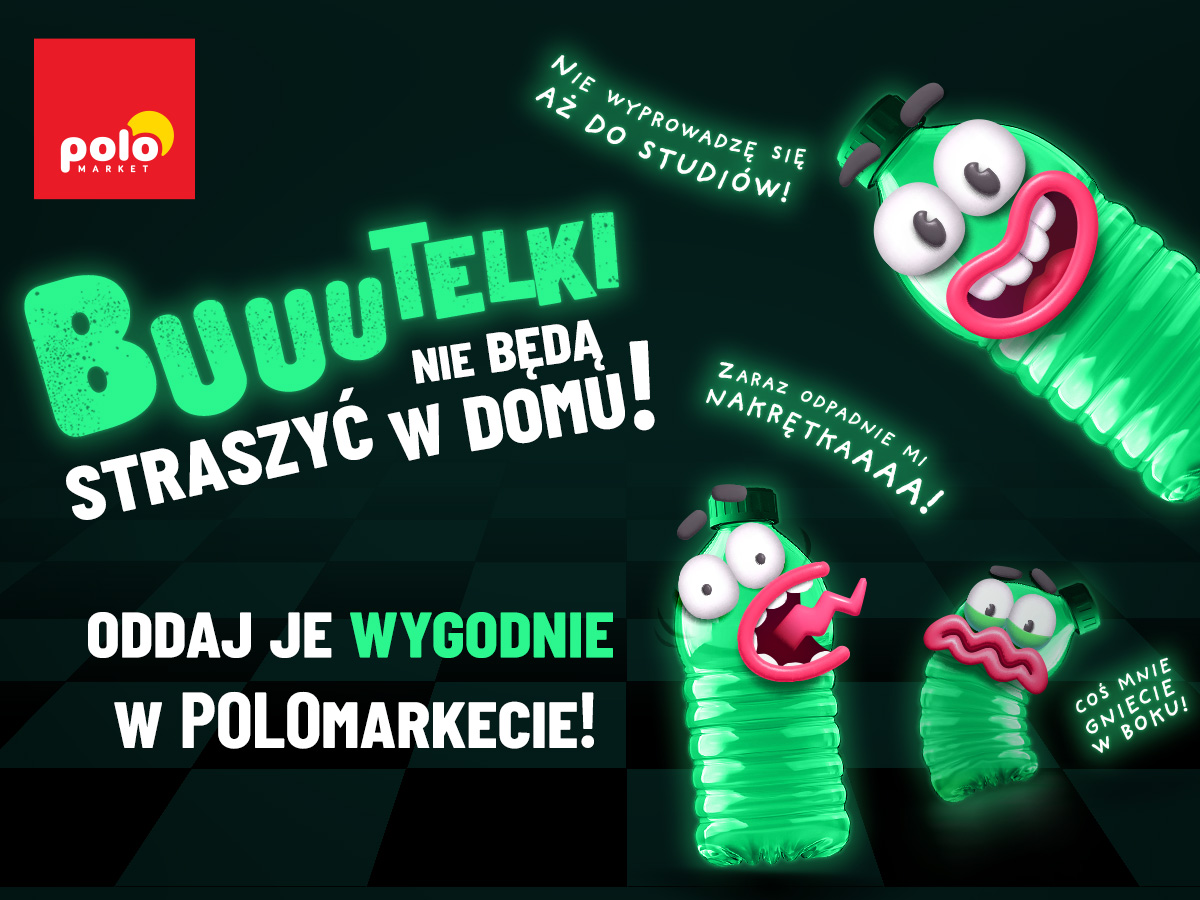 polo
MARKET
NIE WYPROWADZĘ SIĘ
AŻ DO STUDIÓW!
BUUUTELKI
NIE BĘDĄ
STRASZYĆ W DOMU!
ZARAZ ODPADNIE MI
NAKRĘTKAAAA!
ODDAJ JE WYGODNIE
W POLOMARKECIE!
COŚ MNIE
GNIECIE
W BOKU!